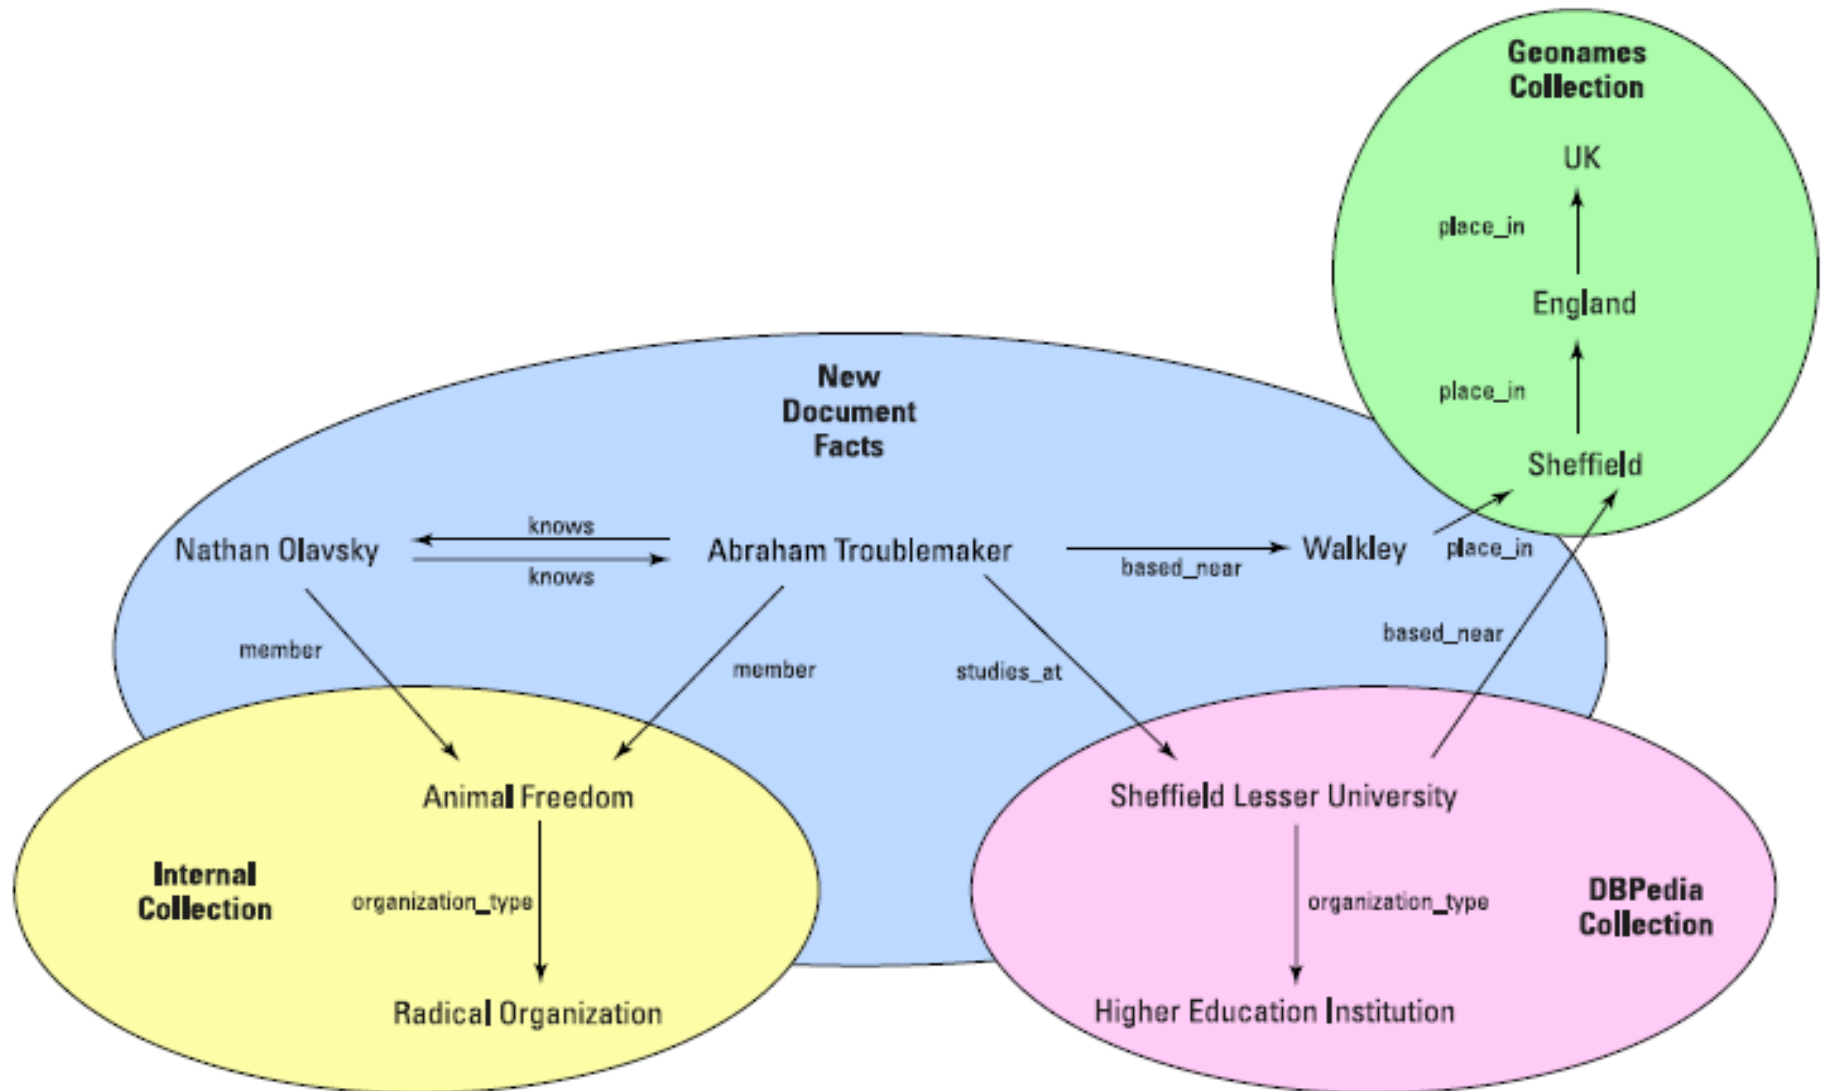 Geonames
Collection
UK
place_in
England
place_in
Sheffield
New
Document
Facts
Nathan Olavsky
knows
knows
Abraham Troublemaker
based_near
Walkley
place_in
member
member
studies_at
based_near
Animal Freedom
Internal
Collection
organization_type
Radical Organization
Sheffield Lesser University
organization_type
DBPedia
Collection
Higher Education Institution